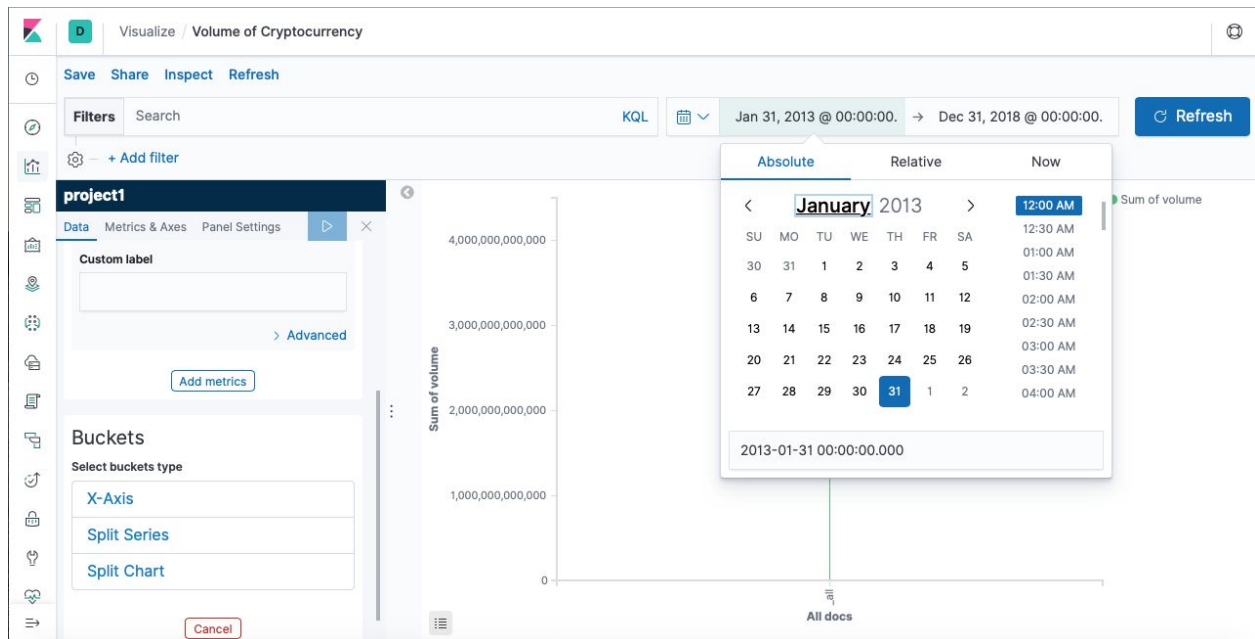 D Visualize / Volume of Cryptocurrency
Save Share Inspect Refresh
Filters Search KQL Jan 31, 2013 @ 00:00:00. → Dec 31, 2018 @ 00:00:00. Refresh
+ Add filter
project1
Data Metrics & Axes Panel Settings
Custom label
> Advanced
Add metrics
Buckets
Select buckets type
X-Axis
Split Series
Split Chart
Cancel
Sum of volume
4,000,000,000,000
3,000,000,000,000
2,000,000,000,000
1,000,000,000,000
0
_all
All docs
Absolute Relative Now
January 2013
SU MO TU WE TH FR SA
30 31 1 2 3 4 5
6 7 8 9 10 11 12
13 14 15 16 17 18 19
20 21 22 23 24 25 26
27 28 29 30 31 1 2
12:00 AM
12:30 AM
01:00 AM
01:30 AM
02:00 AM
02:30 AM
03:00 AM
03:30 AM
04:00 AM
2013-01-31 00:00:00.000
Sum of volume